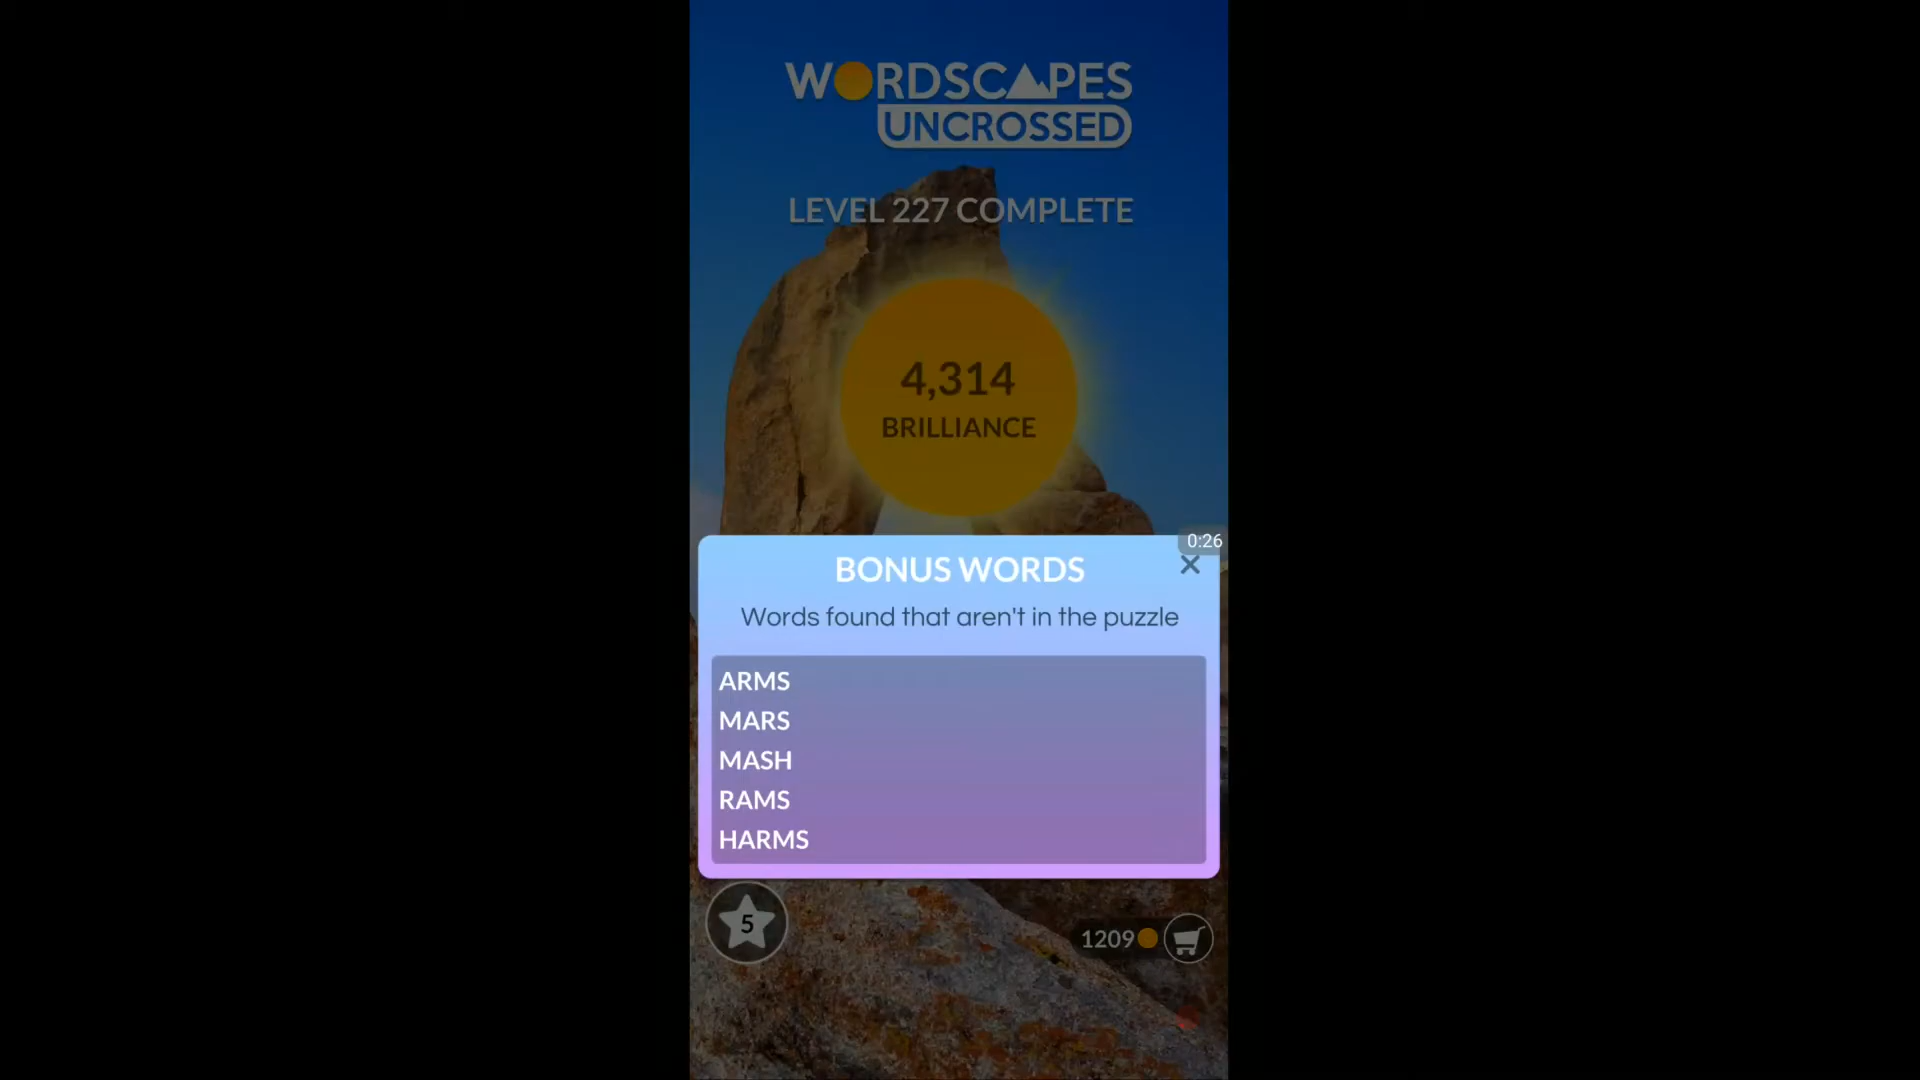 WORDSCAPES
UNCROSSED
LEVEL 227 COMPLETE
4,314
BRILLIANCE
0:26
BONUS WORDS
Words found that aren't in the puzzle
ARMS
MARS
MASH
RAMS
HARMS
5
1209